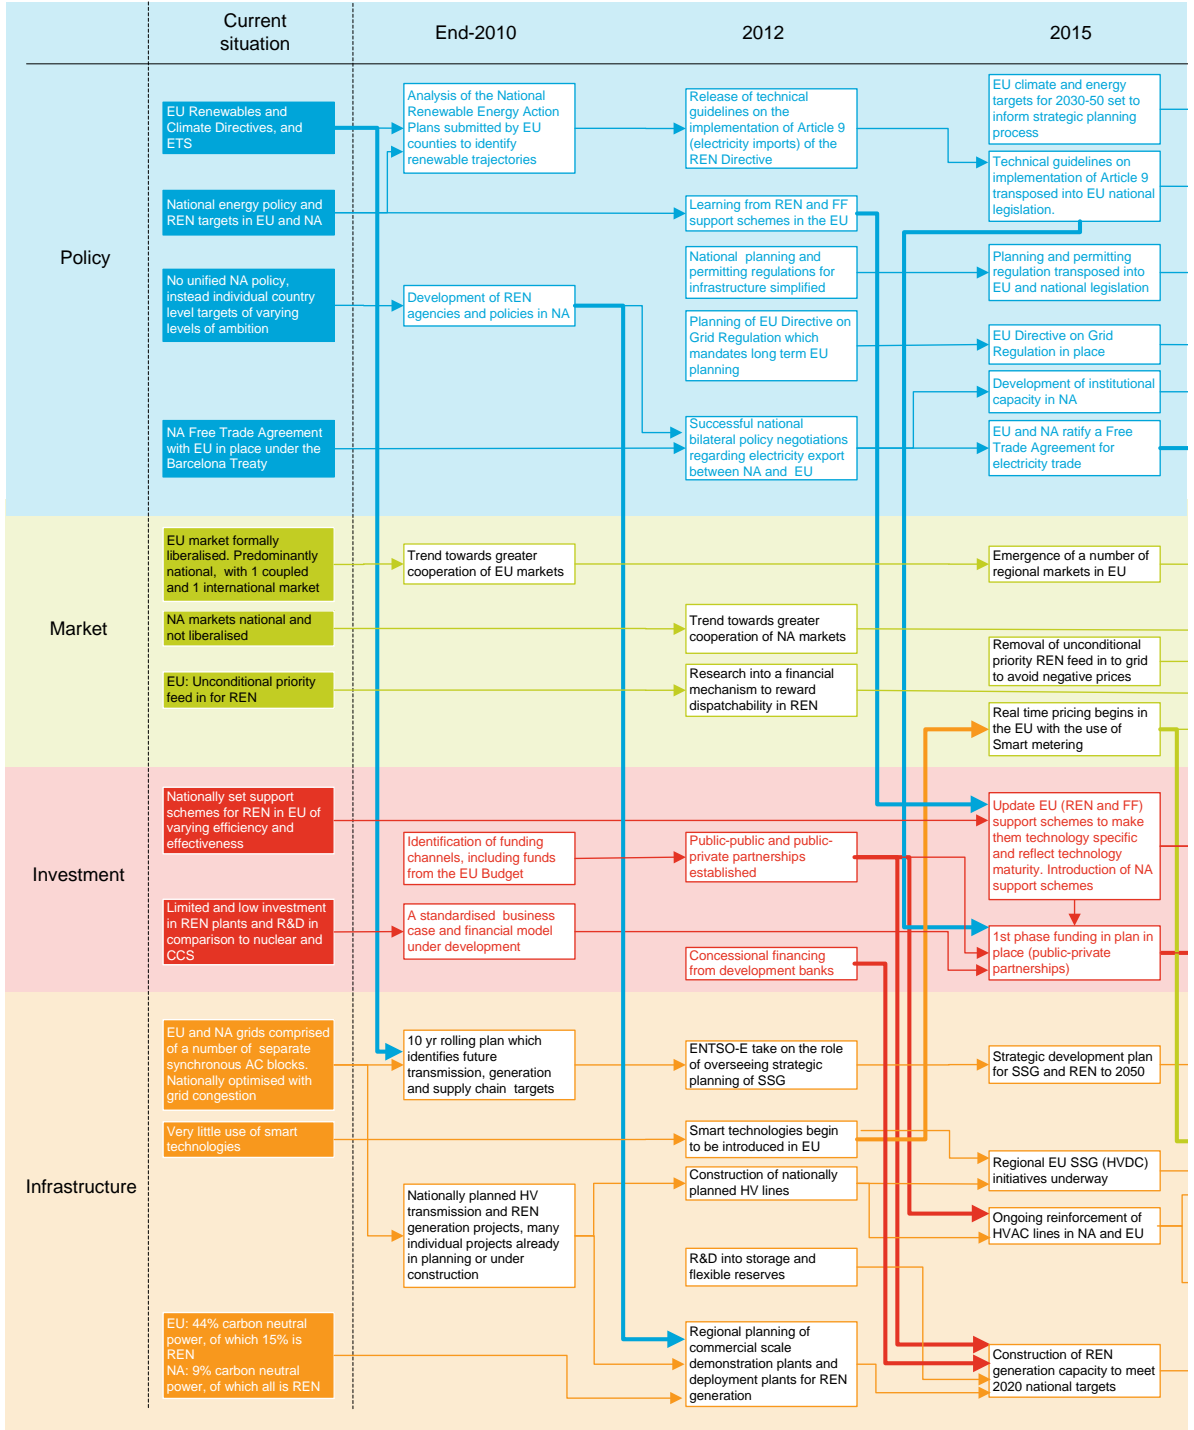 Current
situation
End-2010
2012
2015
Policy
EU Renewables and
Climate Directives, and
ETS
Analysis of the National
Renewable Energy Action
Plans submitted by EU
counties to identify
renewable trajectories
Release of technical
guidelines on the
implementation of Article 9
(electricity imports) of the
REN Directive
EU climate and energy
targets for 2030-50 set to
inform strategic planning
process
Technical guidelines on
implementation of Article 9
transposed into EU national
legislation.
National energy policy and
REN targets in EU and NA
Learning from REN and FF
support schemes in the EU
National planning and
permitting regulations for
infrastructure simplified
Planning and permitting
regulation transposed into
EU and national legislation
No unified NA policy,
instead individual country
level targets of varying
levels of ambition
Development of REN
agencies and policies in NA
Planning of EU Directive on
Grid Regulation which
mandates long term EU
planning
EU Directive on Grid
Regulation in place
Development of institutional
capacity in NA
NA Free Trade Agreement
with EU in place under the
Barcelona Treaty
Successful national
bilateral policy negotiations
regarding electricity export
between NA and EU
EU and NA ratify a Free
Trade Agreement for
electricity trade
Market
EU market formally
liberalised. Predominantly
national, with 1 coupled
and 1 international market
Trend towards greater
cooperation of EU markets
Emergence of a number of
regional markets in EU
NA markets national and
not liberalised
Trend towards greater
cooperation of NA markets
Removal of unconditional
priority REN feed in to grid
to avoid negative prices
EU: Unconditional priority
feed in for REN
Research into a financial
mechanism to reward
dispatchability in REN
Real time pricing begins in
the EU with the use of
Smart metering
Investment
Nationally set support
schemes for REN in EU of
varying efficiency and
effectiveness
Identification of funding
channels, including funds
from the EU Budget
Public-public and public-
private partnerships
established
Update EU (REN and FF)
support schemes to make
them technology specific
and reflect technology
maturity. Introduction of NA
support schemes
Limited and low investment
in REN plants and R&D in
comparison to nuclear and
CCS
A standardised business
case and financial model
under development
Concessional financing
from development banks
1st phase funding in plan in
place (public-private
partnerships)
Infrastructure
EU and NA grids comprised
of a number of separate
synchronous AC blocks.
Nationally optimised with
grid congestion
10 yr rolling plan which
identifies future
transmission, generation
and supply chain targets
ENTSO-E take on the role
of overseeing strategic
planning of SSG
Strategic development plan
for SSG and REN to 2050
Very little use of smart
technologies
Smart technologies begin
to be introduced in EU
Regional EU SSG (HVDC)
initiatives underway
Nationally planned HV
transmission and REN
generation projects, many
individual projects already
in planning or under
construction
Construction of nationally
planned HV lines
Ongoing reinforcement of
HVAC lines in NA and EU
R&D into storage and
flexible reserves
EU: 44% carbon neutral
power, of which 15% is
REN
NA: 9% carbon neutral
power, of which all is REN
Regional planning of
commercial scale
demonstration plants and
deployment plants for REN
generation
Construction of REN
generation capacity to meet
2020 national targets